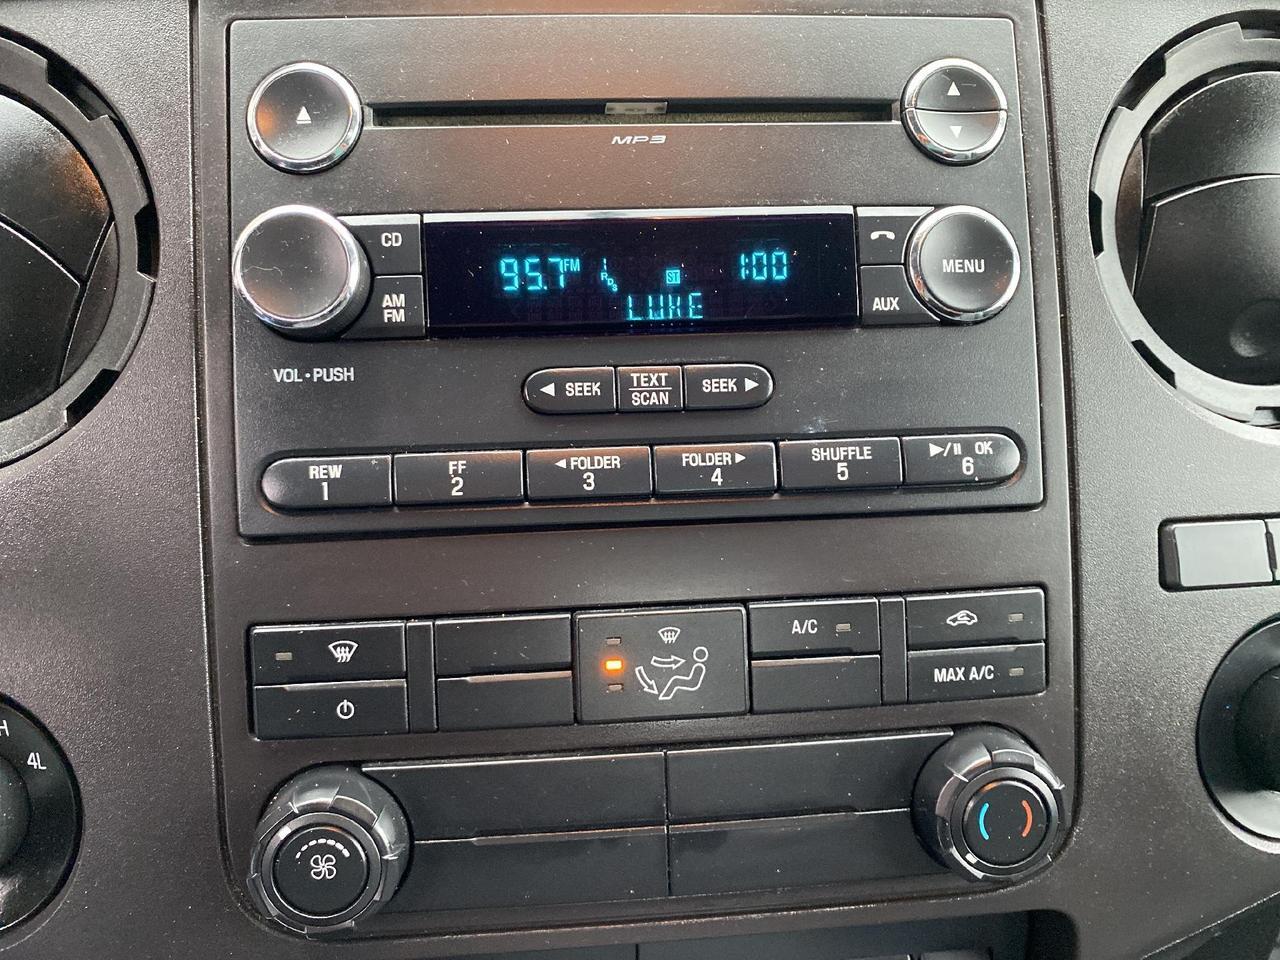 MP3
CD
AM
FM
95.7 FM
RDS
ST
1:00
LUKE
AUX
MENU
VOL • PUSH
SEEK
TEXT
SCAN
SEEK
REW
1
FF
2
FOLDER
3
FOLDER
4
SHUFFLE
5
OK
6
A/C
MAX A/C
H
4L